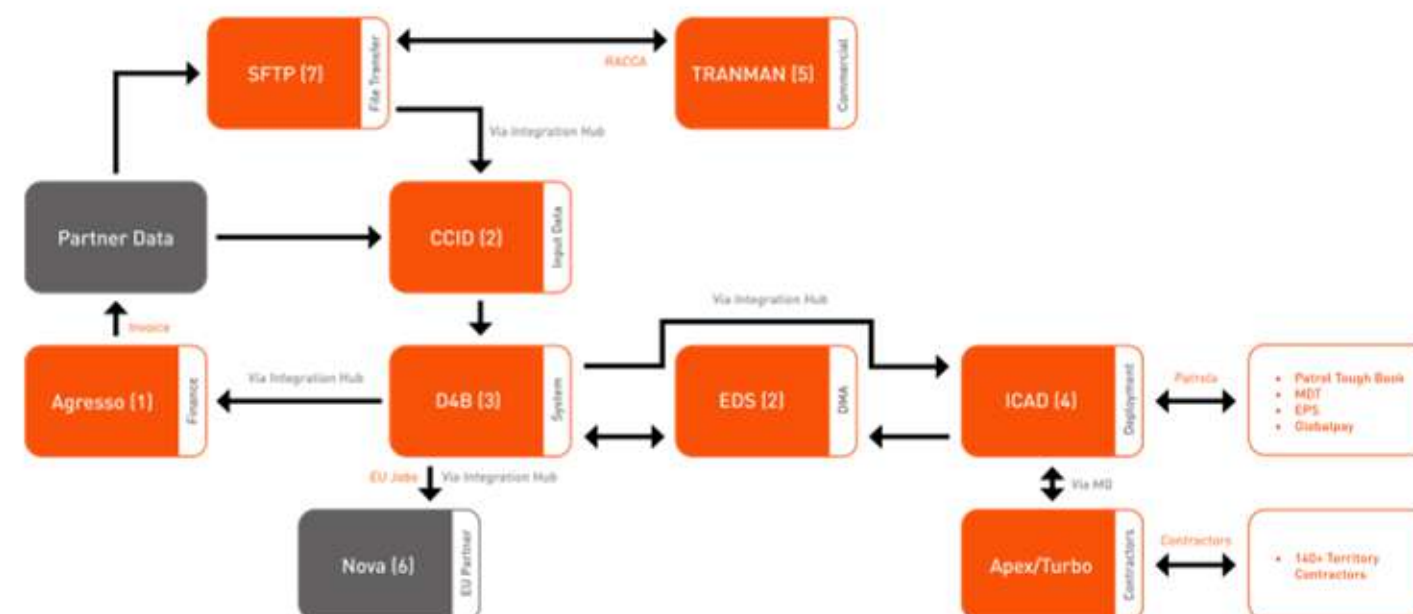 SFTP (7)
File Transfer
RACGA
TRANMAN (5)
Commercial
Via Integration Hub
Partner Data
CCID (2)
Input Data
Via Integration Hub
Invoice
Agresso (1)
Finance
Via Integration Hub
D4B (3)
System
EDS (2)
DMA
ICAD (4)
Deployment
Patrols
• Patrol Tough Book
• MDT
• EPS
• Globalpay
EU Jobs
Via Integration Hub
Via MQ
Nova (6)
EU Partner
Apex/Turbo
Contractors
Contractors
• 140+ Territory
Contractors